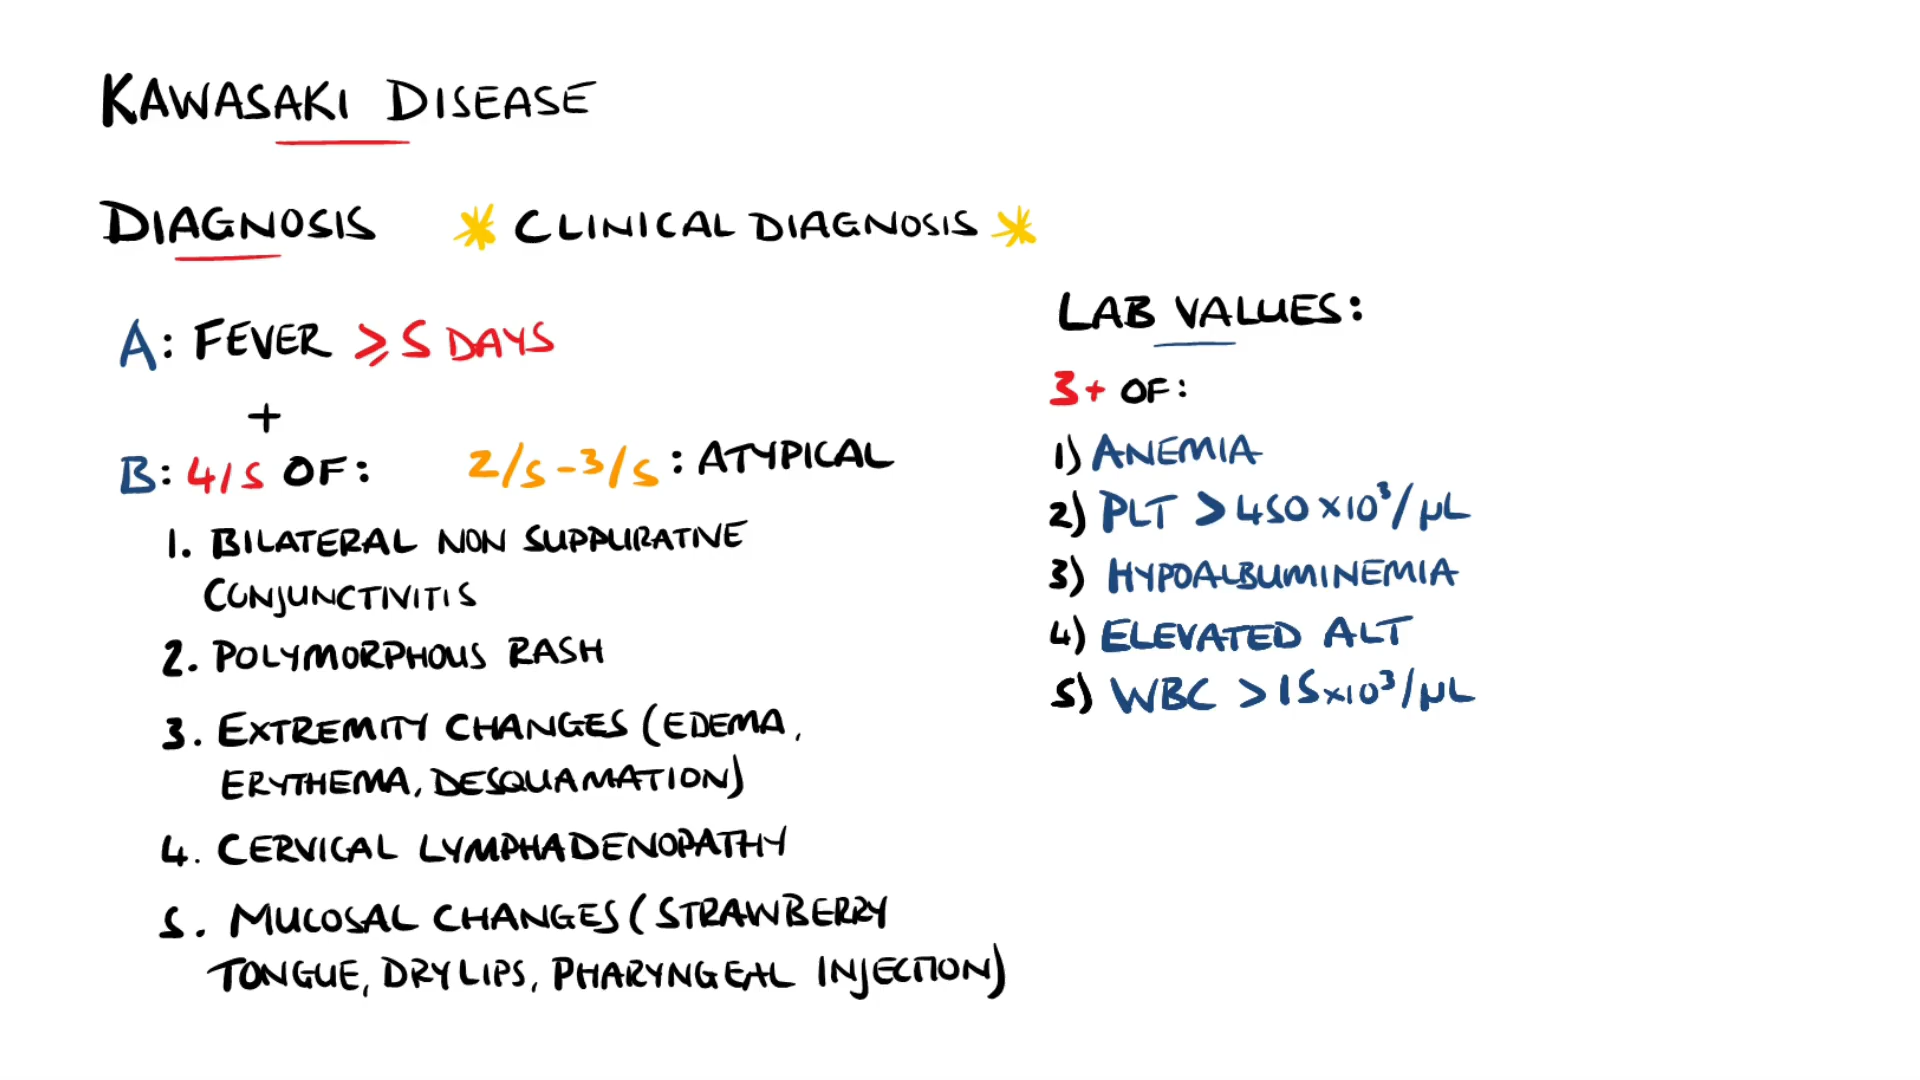 KAWASAKI DISEASE
DIAGNOSIS * CLINICAL DIAGNOSIS *
A: FEVER ≥ 5 DAYS
+
B: 4/5 OF: 2/5-3/5: ATYPICAL
1. BILATERAL NON SUPPURATIVE
CONJUNCTIVITIS
2. POLYMORPHOUS RASH
3. EXTREMITY CHANGES (EDEMA,
ERYTHEMA, DESQUAMATION)
4. CERVICAL LYMPHADENOPATHY
5. MUCOSAL CHANGES (STRAWBERRY
TONGUE, DRY LIPS, PHARYNGEAL INJECTION)
LAB VALUES:
3+ OF:
1) ANEMIA
2) PLT > 450 x10³/μL
3) HYPOALBUMINEMIA
4) ELEVATED ALT
5) WBC > 15x10³/μL